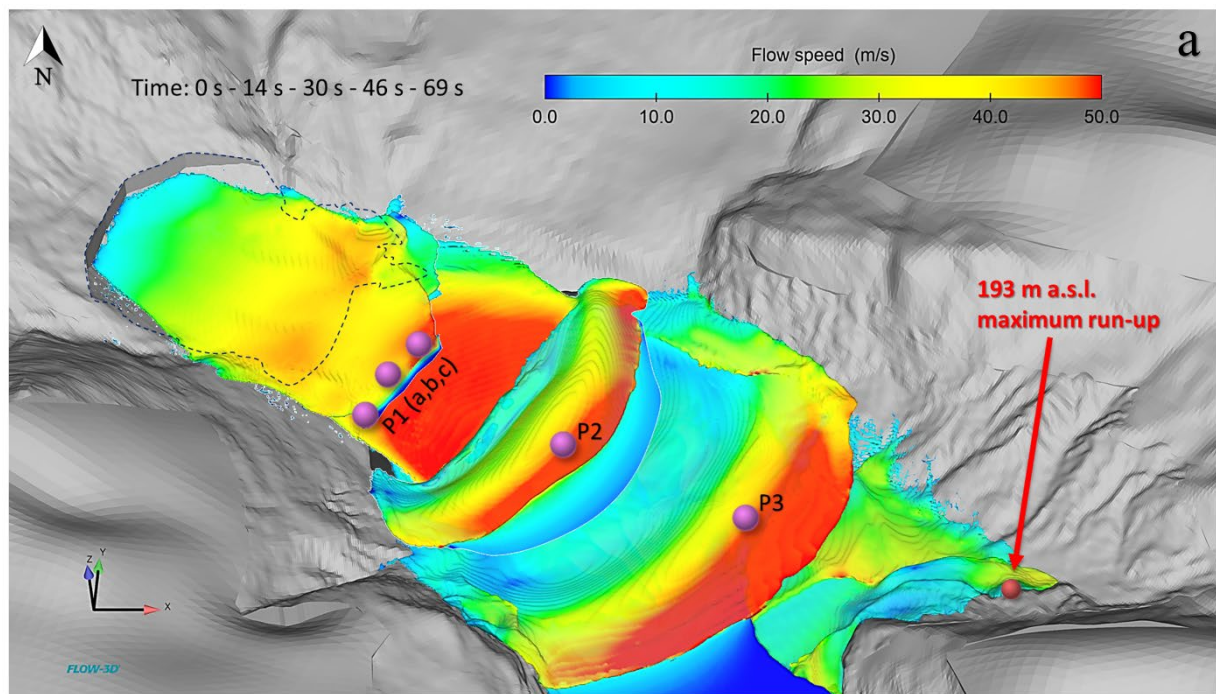 a
N
Time: 0 s - 14 s - 30 s - 46 s - 69 s
Flow speed (m/s)
0.0 10.0 20.0 30.0 40.0 50.0
193 m a.s.l.
maximum run-up
P1 (a,b,c)
P2
P3
Z Y
X
FLOW-3D